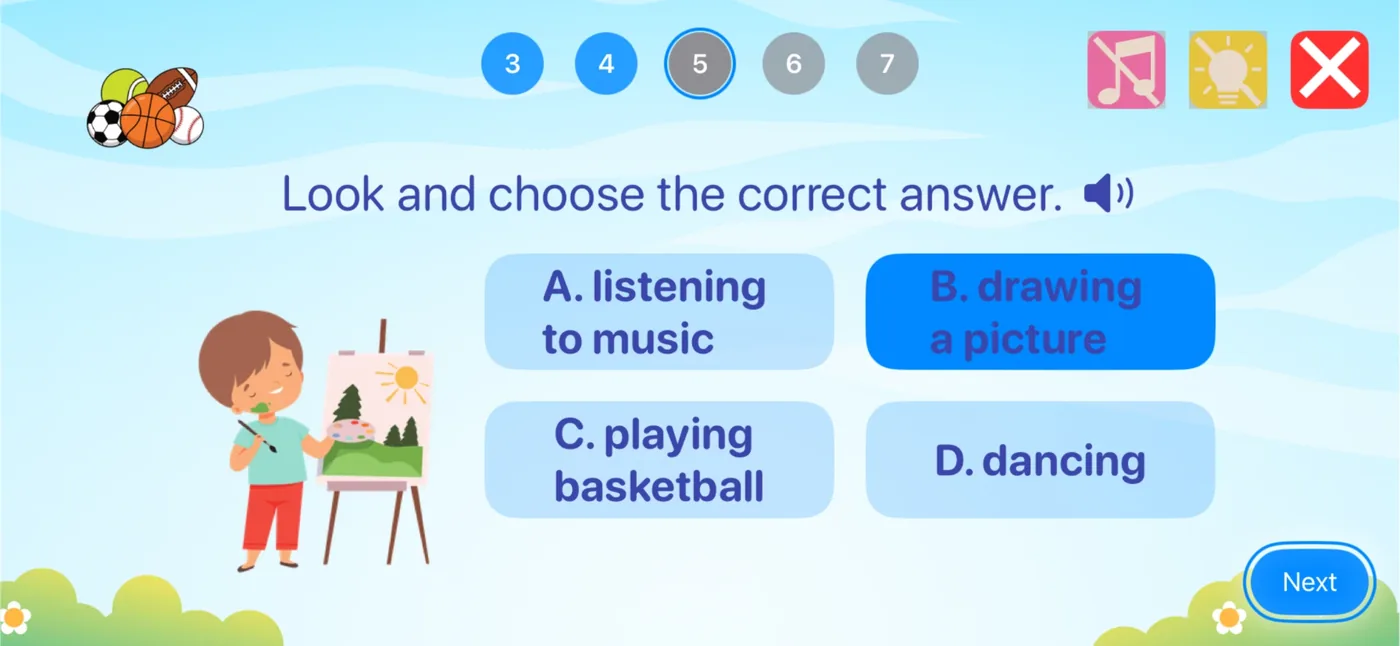 3 4 5 6 7
Look and choose the correct answer.
A. listening
to music
B. drawing
a picture
C. playing
basketball
D. dancing
Next